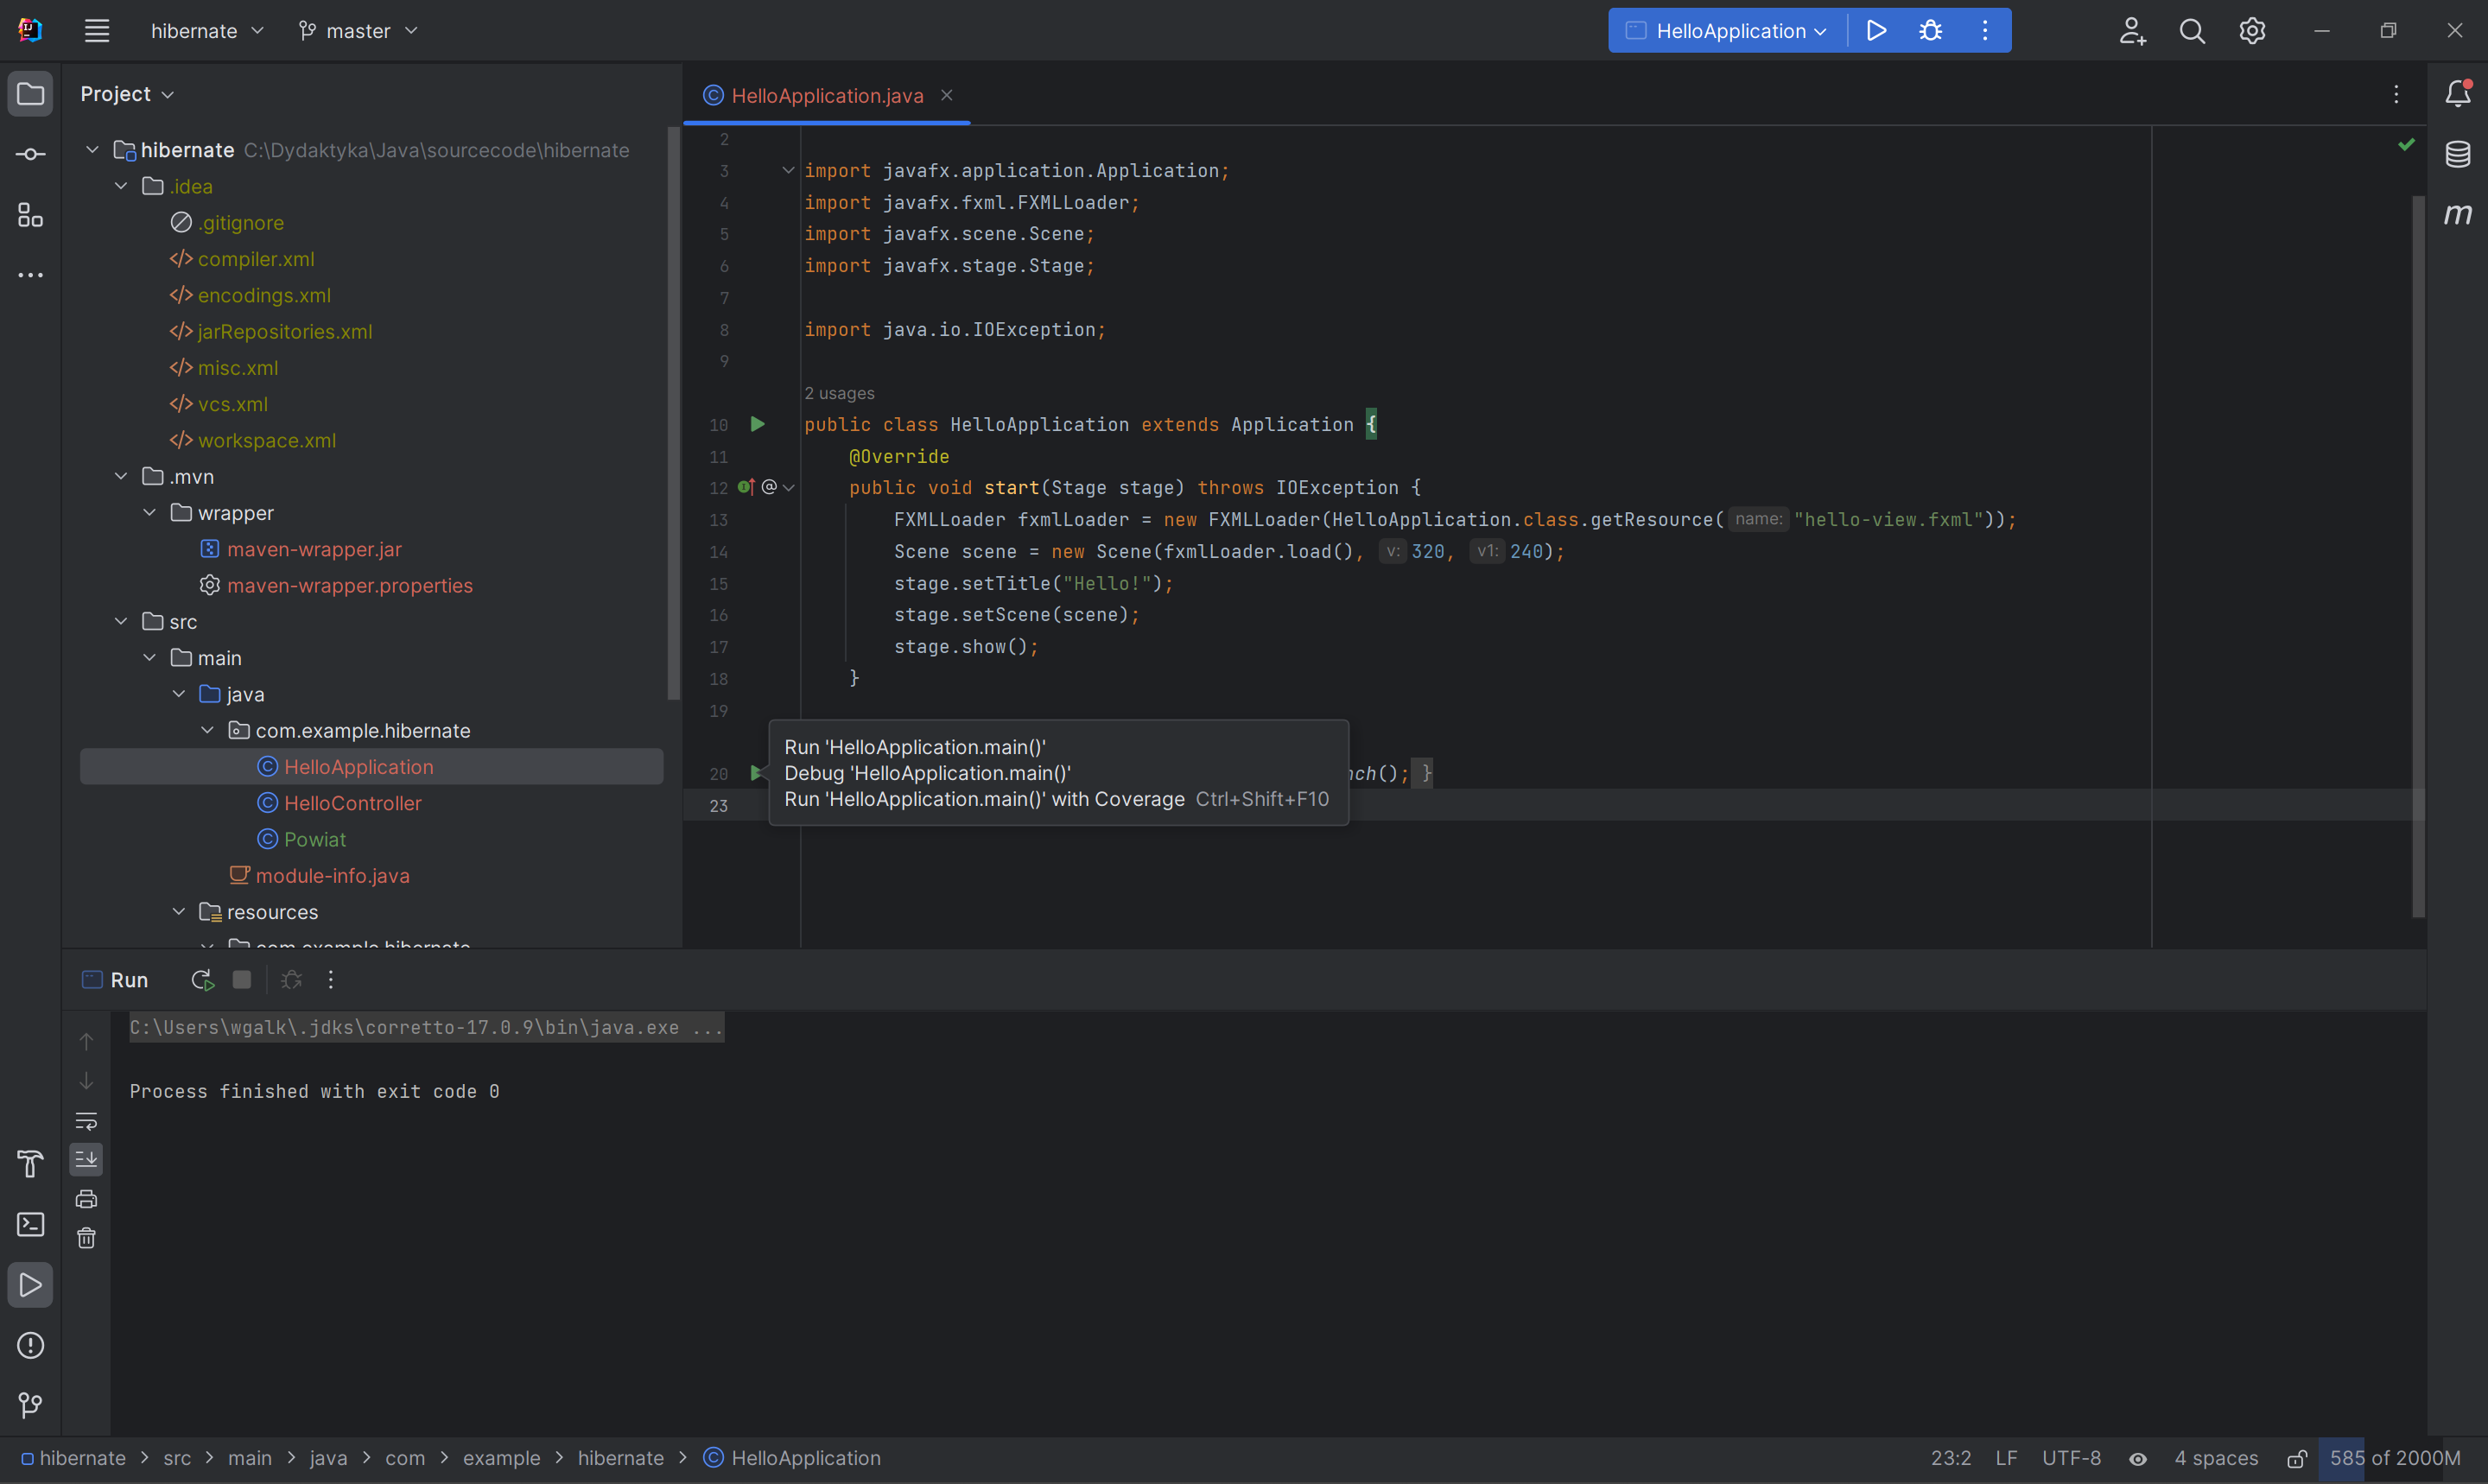 hibernate
master
HelloApplication
Project
HelloApplication.java
hibernate C:\Dydaktyka\Java\sourcecode\hibernate
.idea
.gitignore
compiler.xml
encodings.xml
jarRepositories.xml
misc.xml
vcs.xml
workspace.xml
.mvn
wrapper
maven-wrapper.jar
maven-wrapper.properties
src
main
java
com.example.hibernate
HelloApplication
HelloController
Powiat
module-info.java
resources
com.example.hibernate
2
3 import javafx.application.Application;
4 import javafx.fxml.FXMLLoader;
5 import javafx.scene.Scene;
6 import javafx.stage.Stage;
7
8 import java.io.IOException;
9
2 usages
10 public class HelloApplication extends Application {
11 @Override
12 @ public void start(Stage stage) throws IOException {
13 FXMLLoader fxmlLoader = new FXMLLoader(HelloApplication.class.getResource( name: "hello-view.fxml"));
14 Scene scene = new Scene(fxmlLoader.load(), v: 320, v1: 240);
15 stage.setTitle("Hello!");
16 stage.setScene(scene);
17 stage.show();
18 }
19
20 nch(); }
23
Run 'HelloApplication.main()'
Debug 'HelloApplication.main()'
Run 'HelloApplication.main()' with Coverage Ctrl+Shift+F10
m
Run
C:\Users\wgalk\.jdks\corretto-17.0.9\bin\java.exe ...
Process finished with exit code 0
hibernate > src > main > java > com > example > hibernate > HelloApplication
23:2 LF UTF-8 4 spaces 585 of 2000M